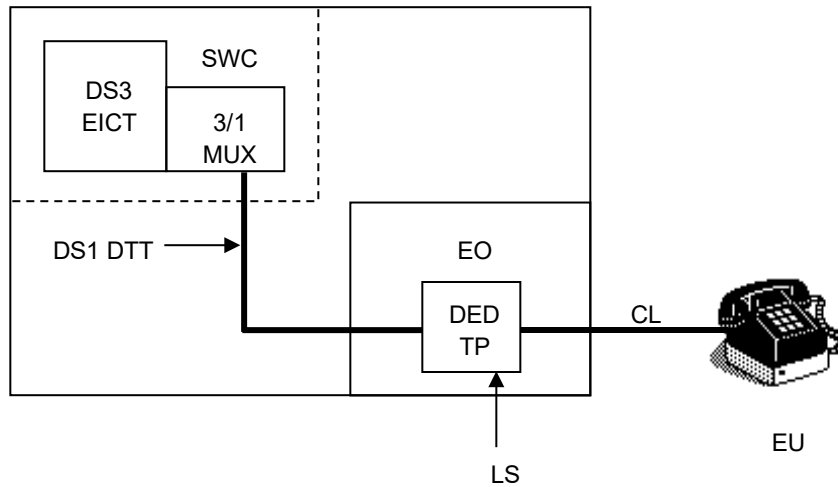 SWC
DS3
EICT
3/1
MUX
DS1 DTT
EO
DED
TP
CL
LS
EU